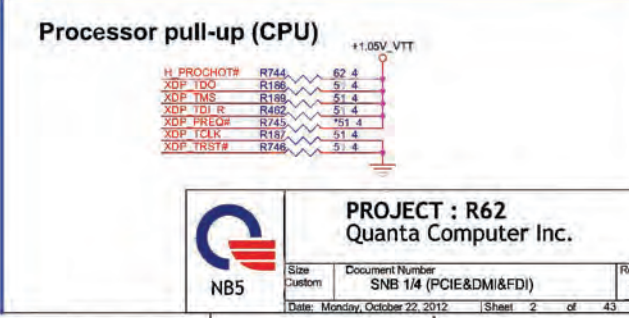 Processor pull-up (CPU)
+1.05V_VTT
H_PROCHOT# R744 62 4
XDP_TDO R186 51 4
XDP_TMS R189 51 4
XDP_TDI_R R462 51 4
XDP_PREQ# R745 *51 4
XDP_TCLK R187 51 4
XDP_TRST# R746 51 4
NB5
PROJECT : R62
Quanta Computer Inc.
Size
Custom
Document Number
SNB 1/4 (PCIE&DMI&FDI)
Date: Monday, October 22, 2012
Sheet 2 of 43